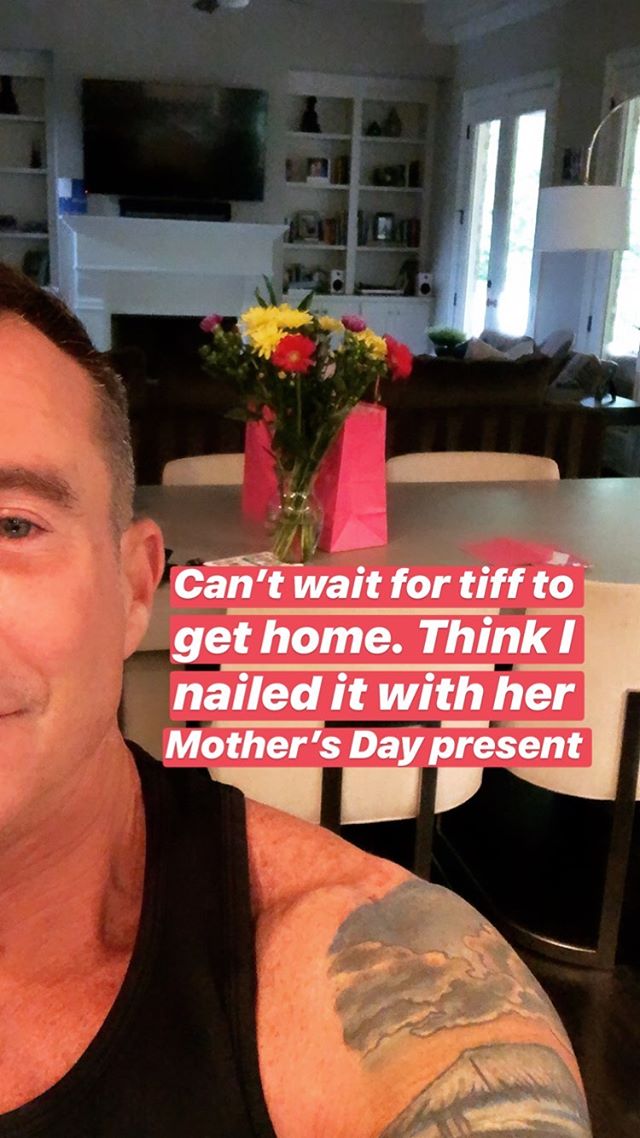 Can't wait for tiff to
get home. Think I
nailed it with her
Mother's Day present